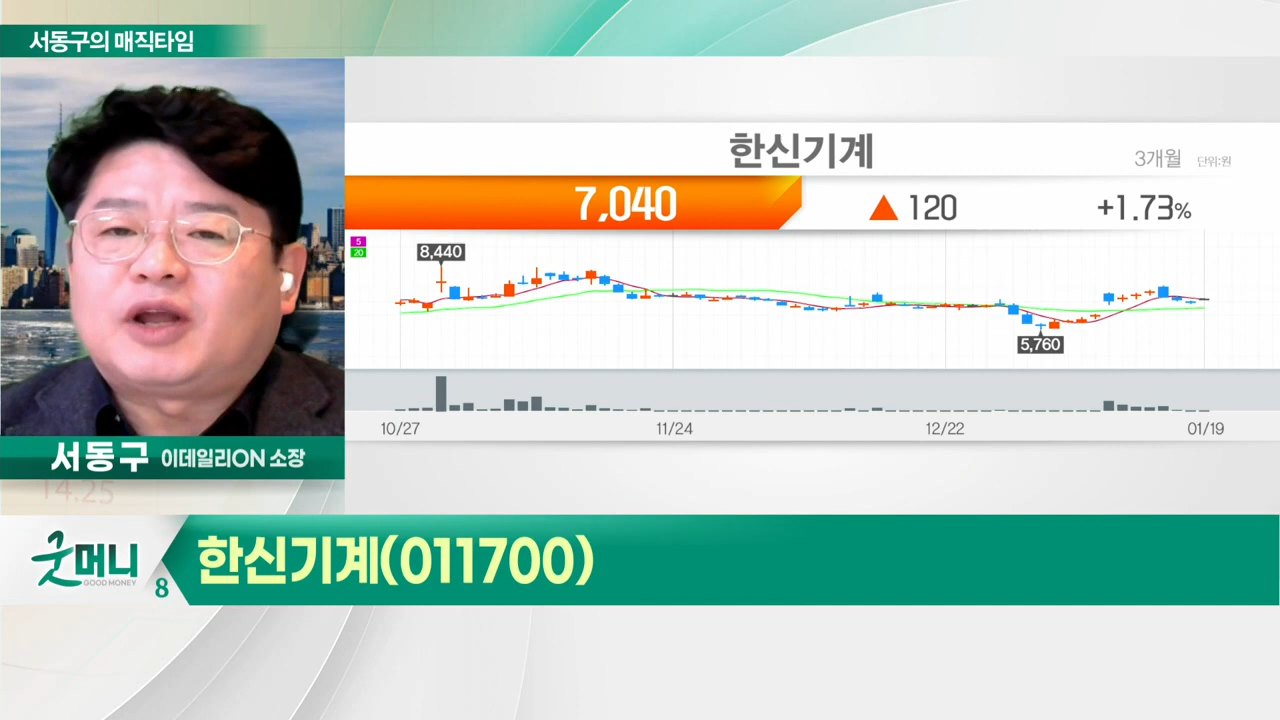 서동구의 매직타임
한신기계
3개월 단위:원
7,040 ▲ 120 +1.73%
5
20
8,440
5,760
10/27 11/24 12/22 01/19
서동구 이데일리ON 소장
14.25
굿머니
GOOD MONEY
8
한신기계(011700)